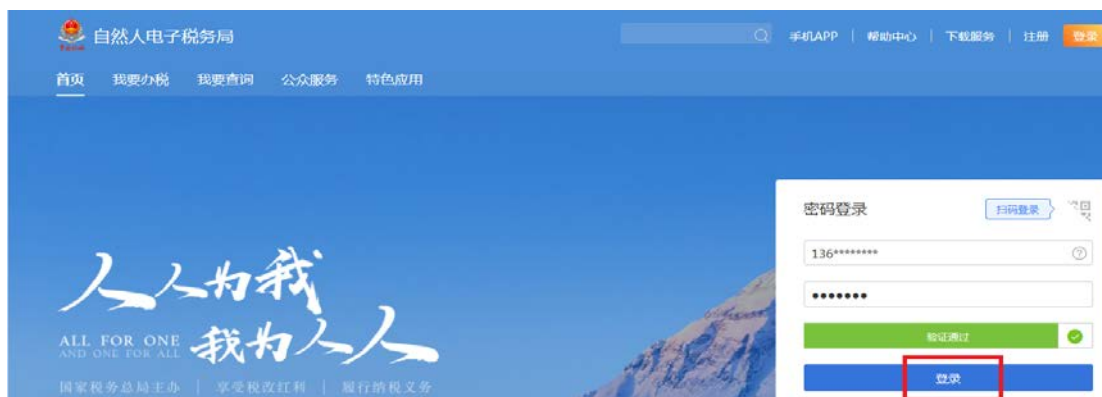 自然人电子税务局
手机APP | 帮助中心 | 下载服务 | 注册 登录
首页 我要办税 我要查询 公众服务 特色应用
密码登录 扫码登录
136********
●●●●●●●
验证通过
登录
人人为我
ALL FOR ONE
AND ONE FOR ALL
我为人人
国家税务总局主办 | 享受税改红利 | 履行纳税义务